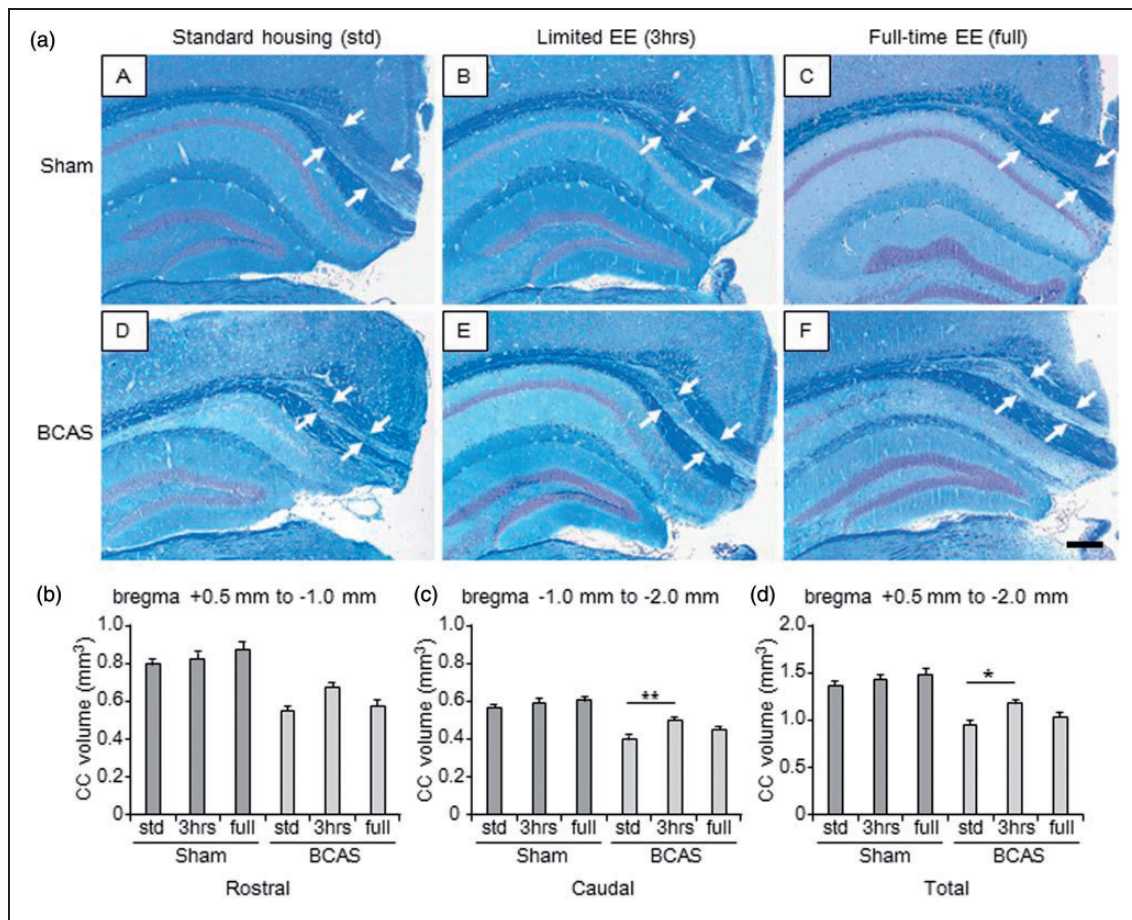 (a)
Standard housing (std)
Limited EE (3hrs)
Full-time EE (full)
A
B
C
Sham
D
E
F
BCAS
(b)
bregma +0.5 mm to -1.0 mm
CC volume (mm³)
1.0
0.8
0.6
0.4
0.2
0
std 3hrs full std 3hrs full
Sham BCAS
Rostral
(c)
bregma -1.0 mm to -2.0 mm
CC volume (mm³)
1.0
0.8
0.6
0.4
0.2
0
**
std 3hrs full std 3hrs full
Sham BCAS
Caudal
(d)
bregma +0.5 mm to -2.0 mm
CC volume (mm³)
2.0
1.5
1.0
0.5
0
*
std 3hrs full std 3hrs full
Sham BCAS
Total